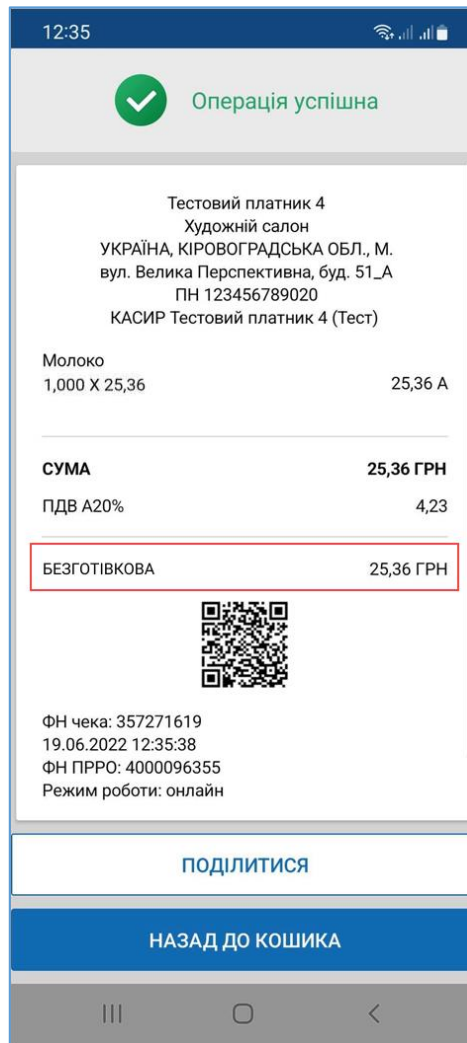 12:35
Операція успішна
Тестовий платник 4
Художній салон
УКРАЇНА, КІРОВОГРАДСЬКА ОБЛ., М.
вул. Велика Перспективна, буд. 51_А
ПН 123456789020
КАСИР Тестовий платник 4 (Тест)
Молоко
1,000 X 25,36 25,36 А
СУМА 25,36 ГРН
ПДВ А20% 4,23
БЕЗГОТІВКОВА 25,36 ГРН
ФН чека: 357271619
19.06.2022 12:35:38
ФН ПРРО: 4000096355
Режим роботи: онлайн
ПОДІЛИТИСЯ
НАЗАД ДО КОШИКА